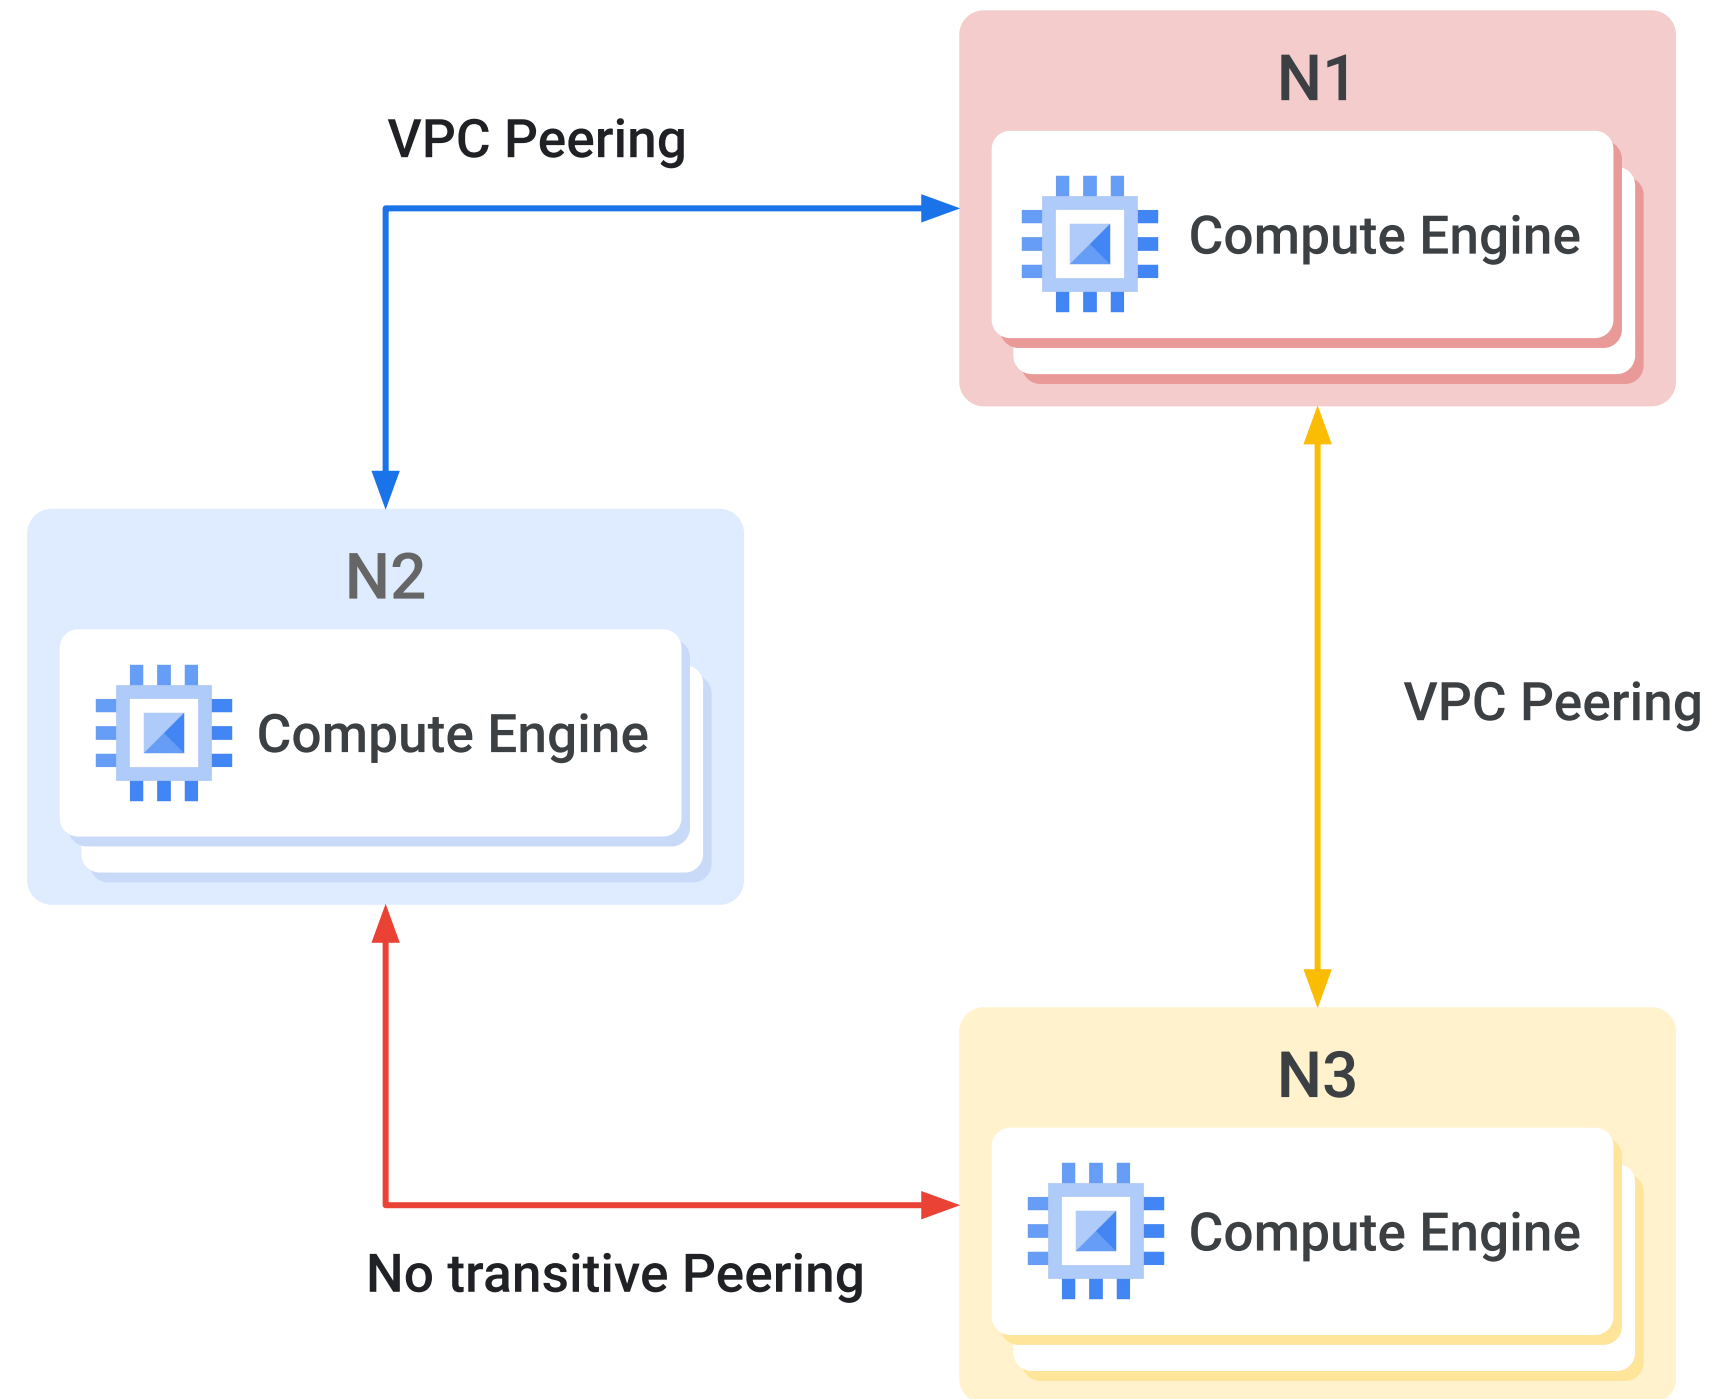 N1
VPC Peering
Compute Engine
N2
VPC Peering
Compute Engine
N3
Compute Engine
No transitive Peering